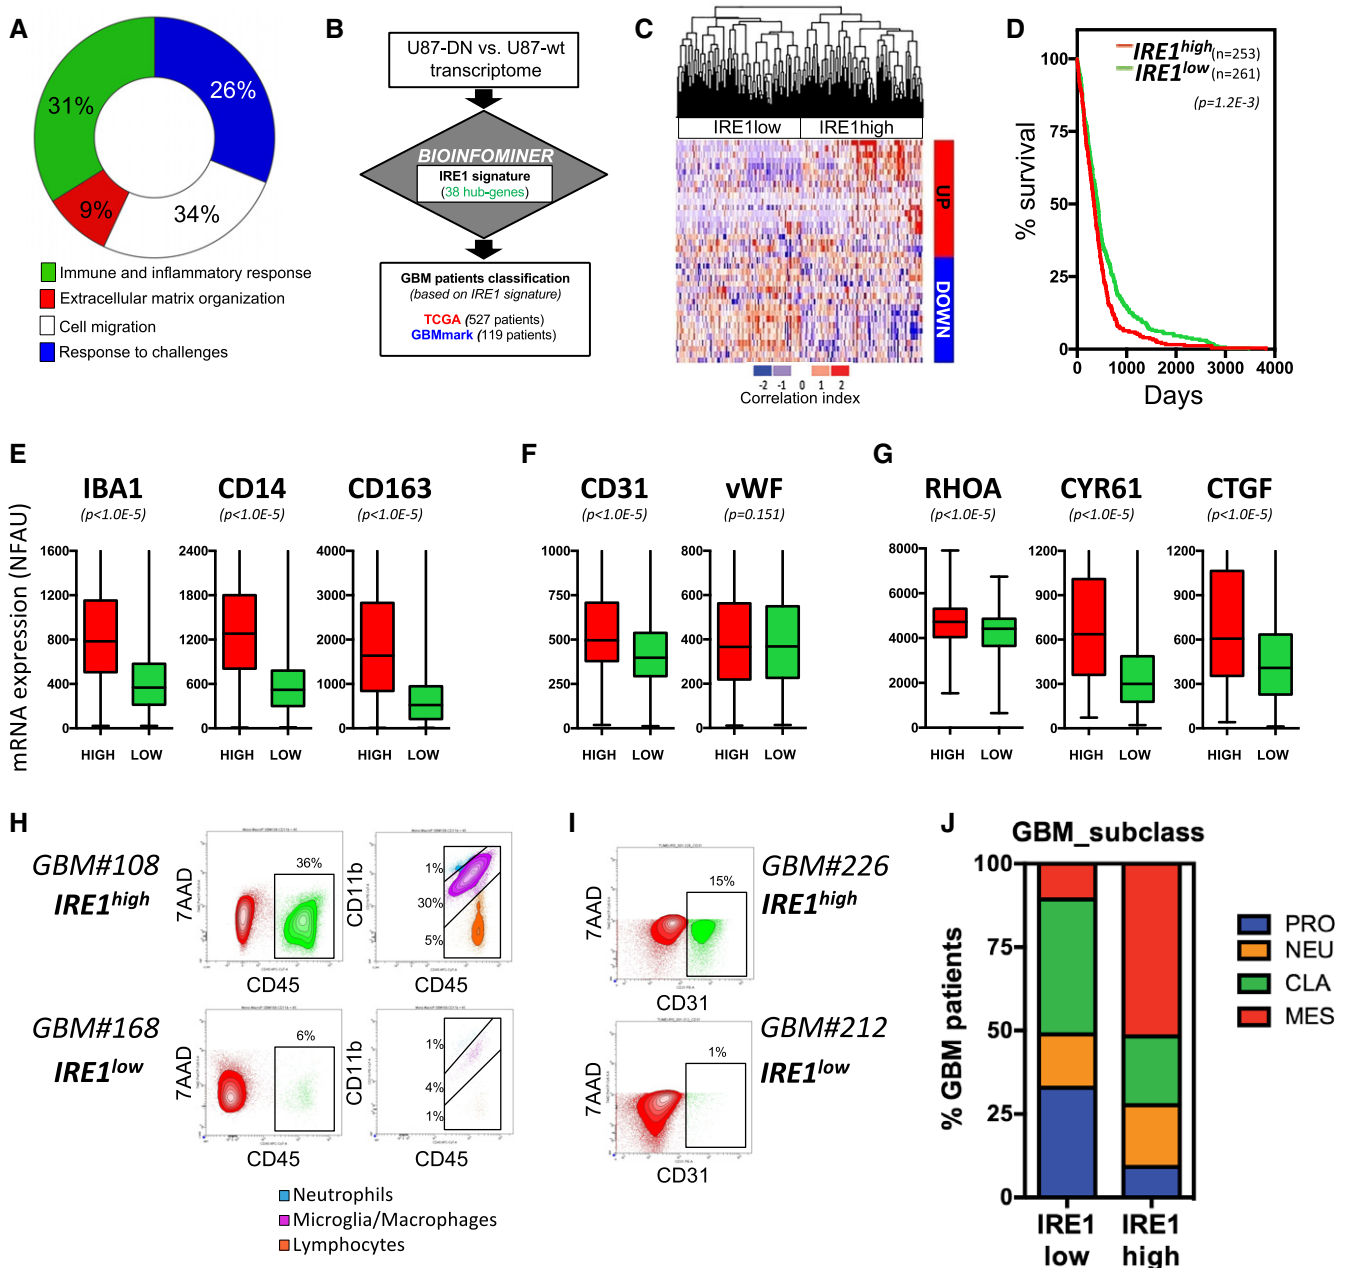 A
31%
26%
9%
34%
Immune and inflammatory response
Extracellular matrix organization
Cell migration
Response to challenges
B
U87-DN vs. U87-wt
transcriptome
BIOINFOMINER
IRE1 signature
(38 hub-genes)
GBM patients classification
(based on IRE1 signature)
TCGA (527 patients)
GBMmark (119 patients)
C
IRE1low
IRE1high
UP
DOWN
-2
-1
0
1
2
Correlation index
D
IRE1high(n=253)
IRE1low (n=261)
(p=1.2E-3)
% survival
100
75
50
25
0
0
1000
2000
3000
4000
Days
E
mRNA expression (NFAU)
IBA1
(p<1.0E-5)
1600
1200
800
400
0
HIGH
LOW
CD14
(p<1.0E-5)
2400
1800
1200
600
0
HIGH
LOW
CD163
(p<1.0E-5)
4000
3000
2000
1000
0
HIGH
LOW
F
CD31
(p<1.0E-5)
1000
750
500
250
0
HIGH
LOW
vWF
(p=0.151)
800
600
400
200
0
HIGH
LOW
G
RHOA
(p<1.0E-5)
8000
6000
4000
2000
0
HIGH
LOW
CYR61
(p<1.0E-5)
1200
900
600
300
0
HIGH
LOW
CTGF
(p<1.0E-5)
1200
900
600
300
0
HIGH
LOW
H
GBM#108
IRE1high
7AAD
36%
CD45
CD11b
1%
30%
5%
CD45
GBM#168
IRE1low
7AAD
6%
CD45
CD11b
1%
4%
1%
CD45
Neutrophils
Microglia/Macrophages
Lymphocytes
I
7AAD
15%
CD31
GBM#226
IRE1high
7AAD
1%
CD31
GBM#212
IRE1low
J
GBM_subclass
% GBM patients
100
75
50
25
0
IRE1
low
IRE1
high
PRO
NEU
CLA
MES